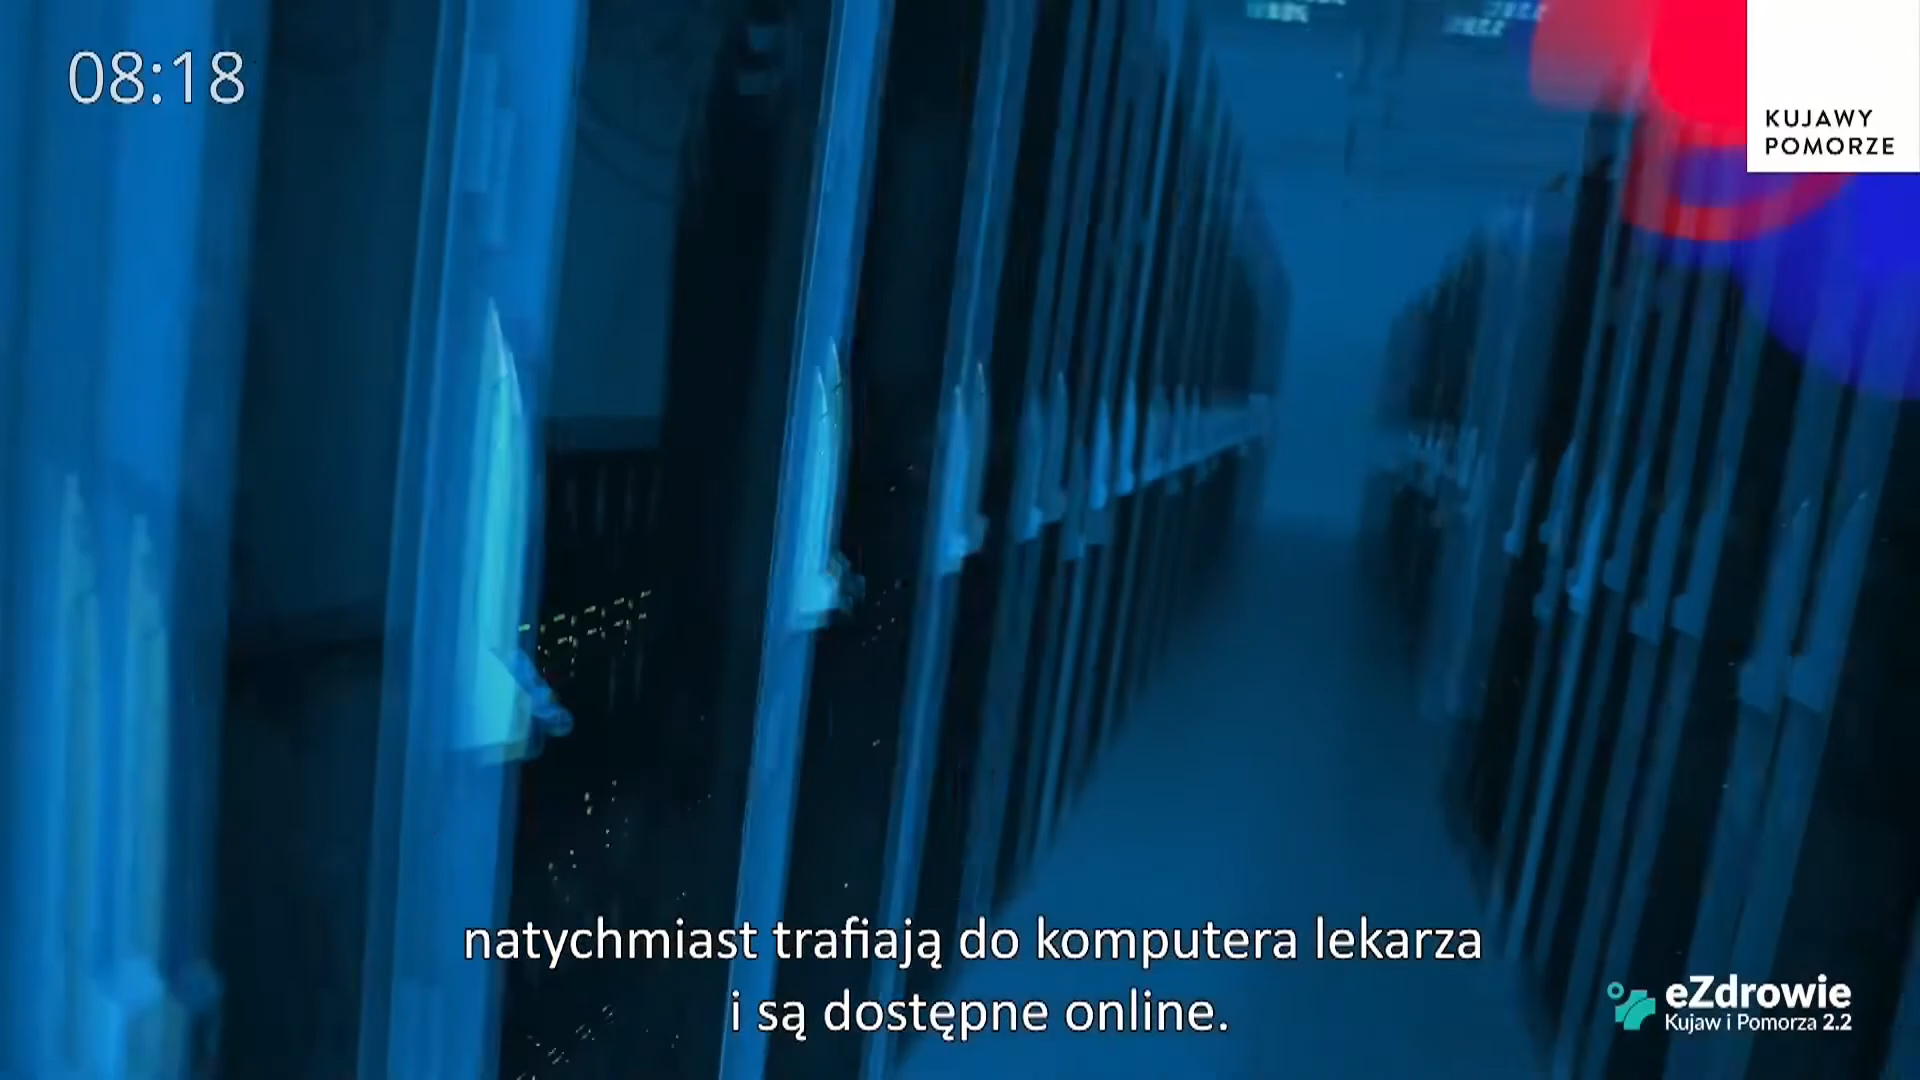 08:18
KUJAWY
POMORZE
natychmiast trafiają do komputera lekarza
i są dostępne online.
eZdrowie
Kujaw i Pomorza 2.2